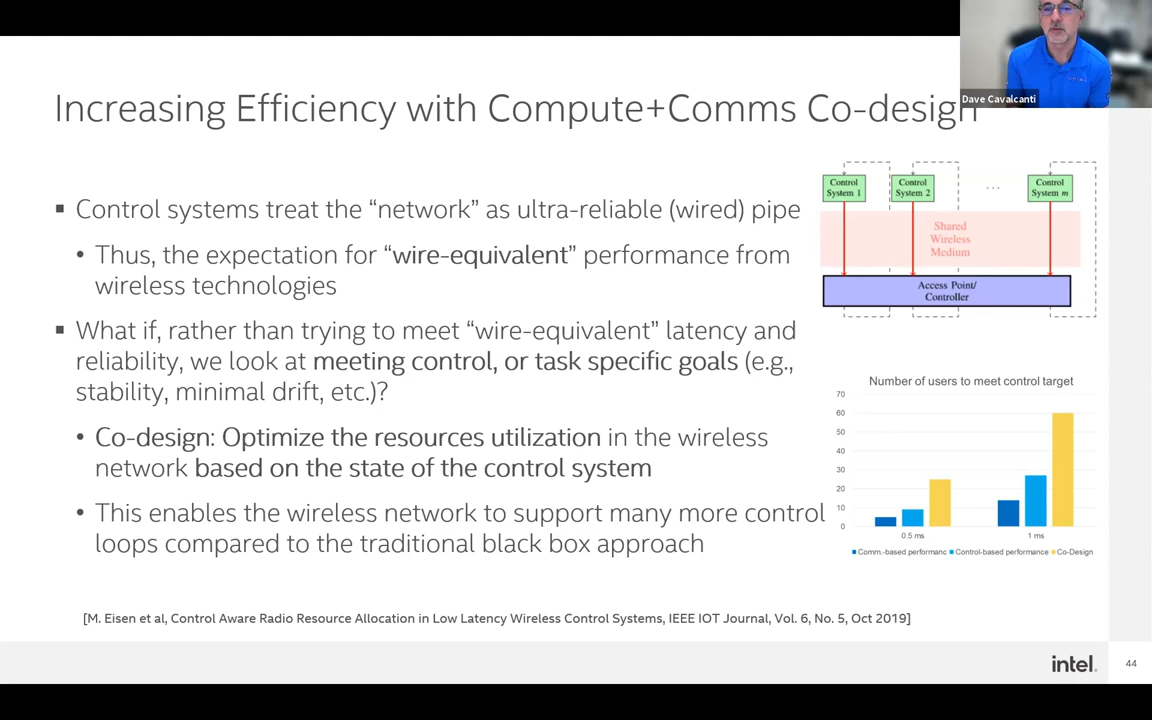 Dave Cavalcanti
Increasing Efficiency with Compute+Comms Co-design
▪ Control systems treat the “network” as ultra-reliable (wired) pipe
• Thus, the expectation for “wire-equivalent” performance from
wireless technologies
▪ What if, rather than trying to meet “wire-equivalent” latency and
reliability, we look at meeting control, or task specific goals (e.g.,
stability, minimal drift, etc.)?
• Co-design: Optimize the resources utilization in the wireless
network based on the state of the control system
• This enables the wireless network to support many more control
loops compared to the traditional black box approach
Control
System 1
Control
System 2
. . .
Control
System m
Shared
Wireless
Medium
Access Point/
Controller
Number of users to meet control target
70
60
50
40
30
20
10
0
0.5 ms
1 ms
Comm.-based performanc
Control-based performance
Co-Design
[M. Eisen et al, Control Aware Radio Resource Allocation in Low Latency Wireless Control Systems, IEEE IOT Journal, Vol. 6, No. 5, Oct 2019]
intel.
44